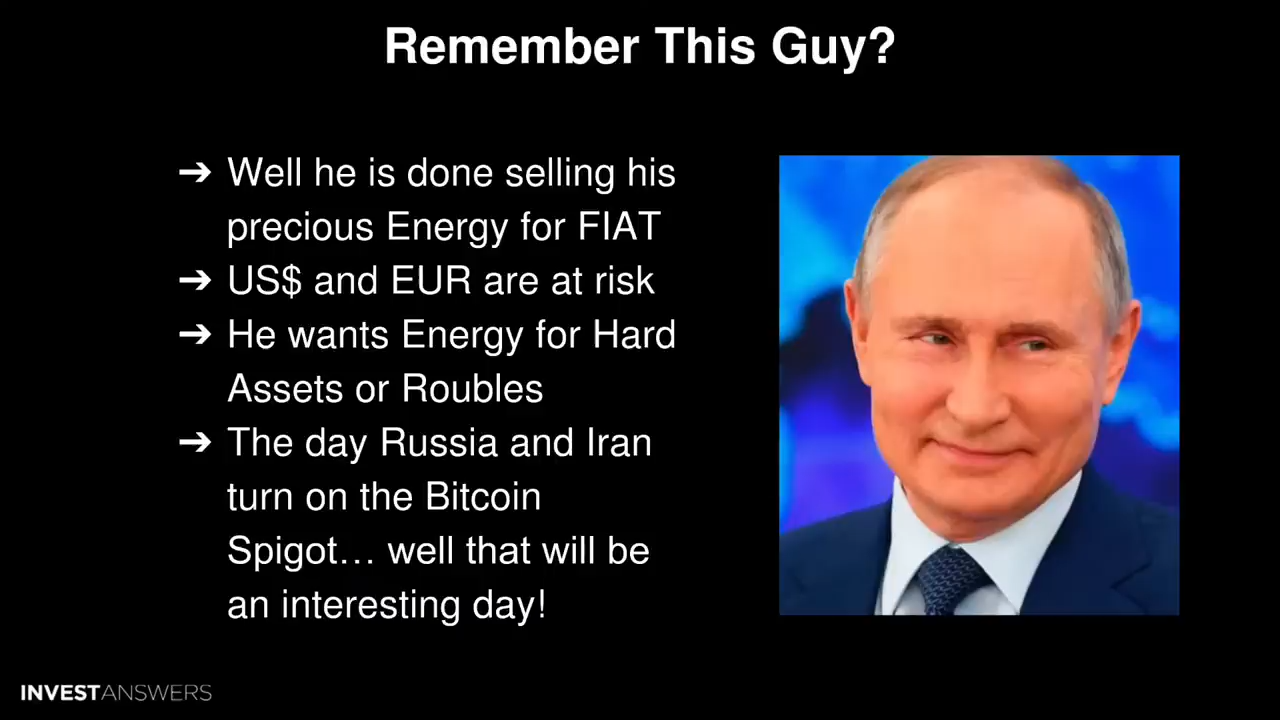 Remember This Guy?
➔ Well he is done selling his
precious Energy for FIAT
➔ US$ and EUR are at risk
➔ He wants Energy for Hard
Assets or Roubles
➔ The day Russia and Iran
turn on the Bitcoin
Spigot… well that will be
an interesting day!
INVESTANSWERS